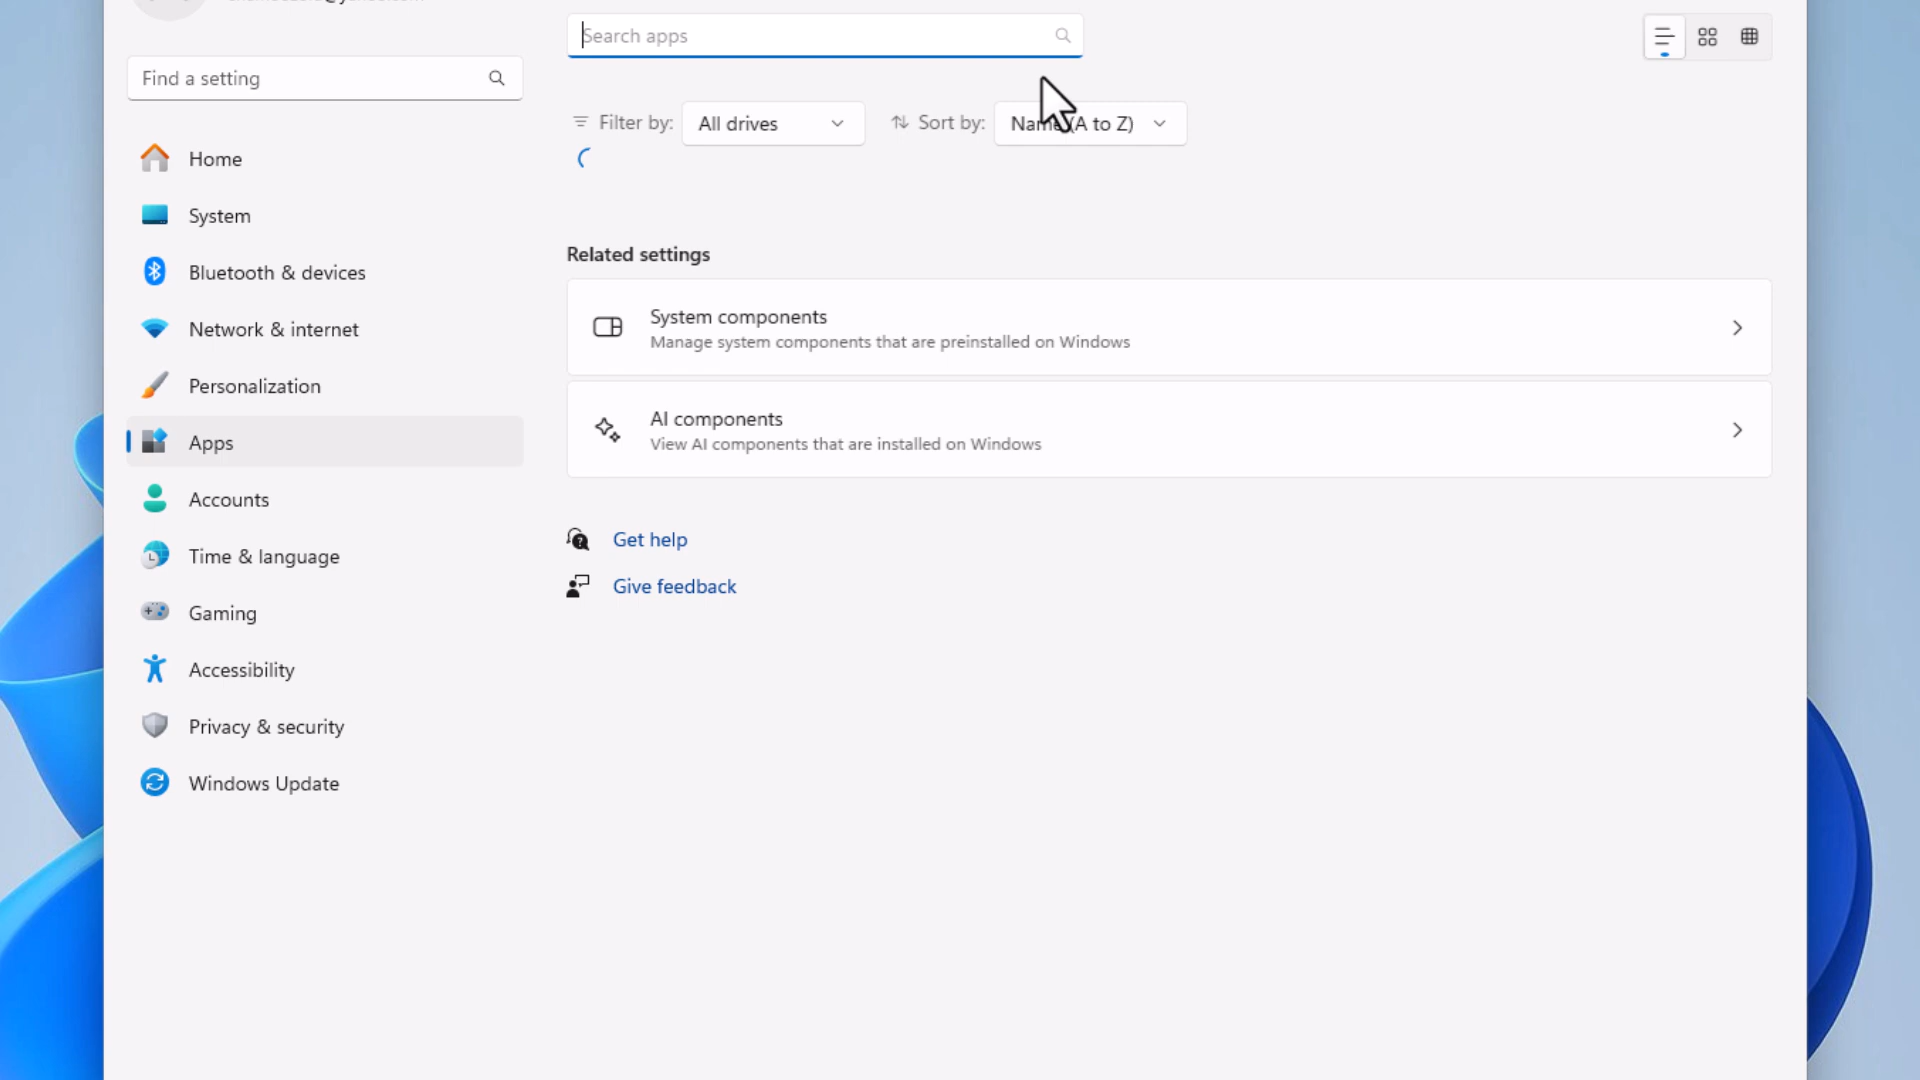 Search apps
Find a setting
Filter by:
All drives
Sort by:
Name (A to Z)
Home
System
Bluetooth & devices
Network & internet
Personalization
Apps
Accounts
Time & language
Gaming
Accessibility
Privacy & security
Windows Update
Related settings
System components
Manage system components that are preinstalled on Windows
AI components
View AI components that are installed on Windows
Get help
Give feedback